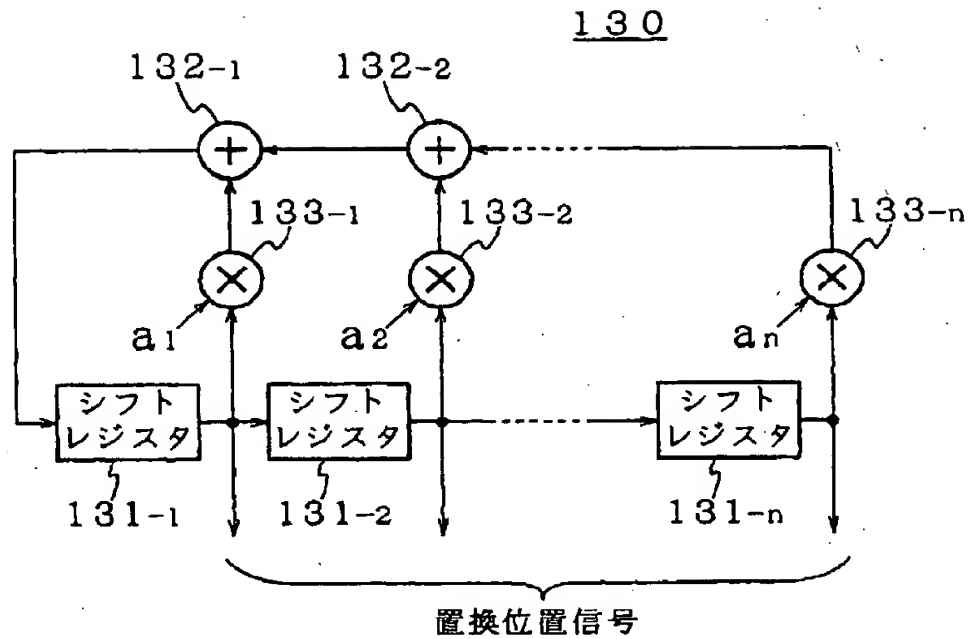 130
132-1
132-2
+
+
133-1
133-2
133-n
×
×
×
a1
a2
an
シフト
レジスタ
シフト
レジスタ
シフト
レジスタ
131-1
131-2
131-n
置換位置信号